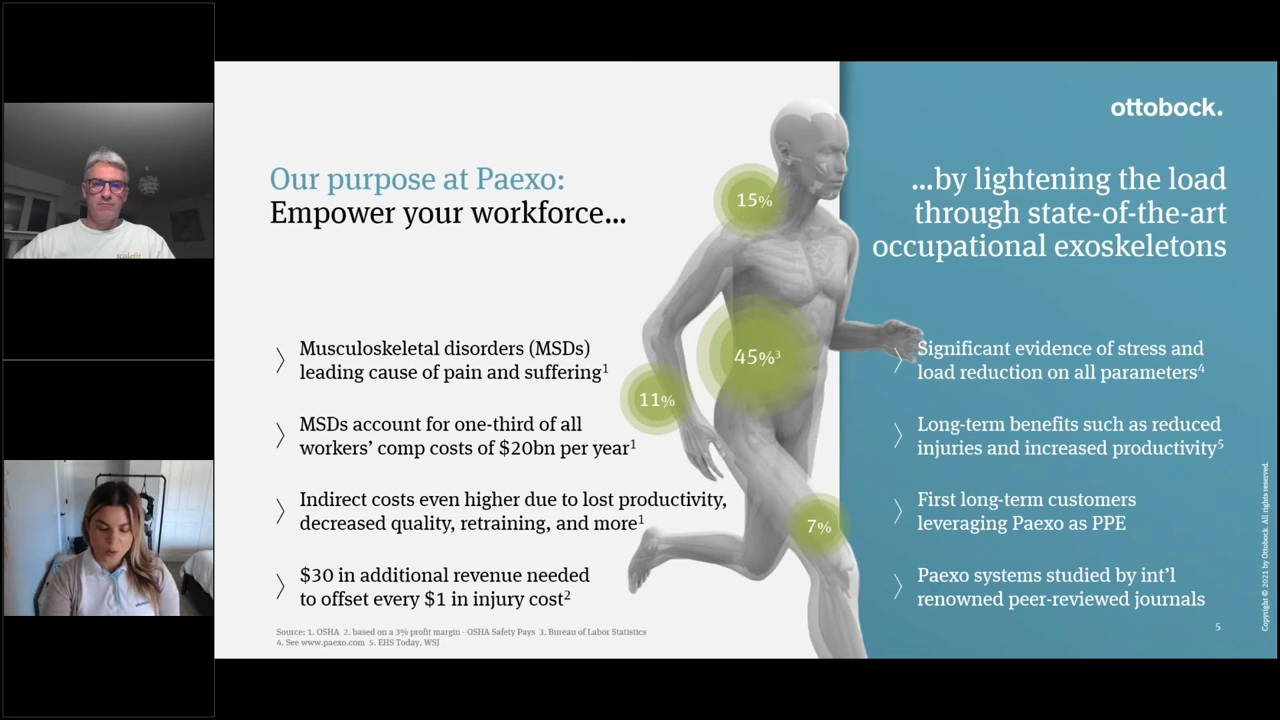 ottobock.
Our purpose at Paexo:
Empower your workforce...
...by lightening the load
through state-of-the-art
occupational exoskeletons
15%
45%³
11%
7%
Musculoskeletal disorders (MSDs)
leading cause of pain and suffering¹
MSDs account for one-third of all
workers’ comp costs of $20bn per year¹
Indirect costs even higher due to lost productivity,
decreased quality, retraining, and more¹
$30 in additional revenue needed
to offset every $1 in injury cost²
Significant evidence of stress and
load reduction on all parameters⁴
Long-term benefits such as reduced
injuries and increased productivity⁵
First long-term customers
leveraging Paexo as PPE
Paexo systems studied by int’l
renowned peer-reviewed journals
Source: 1. OSHA 2. based on a 3% profit margin - OSHA Safety Pays 3. Bureau of Labor Statistics
4. See www.paexo.com 5. EHS Today, WSJ
5
Copyright © 2021 by Ottobock. All rights reserved.
scalefit